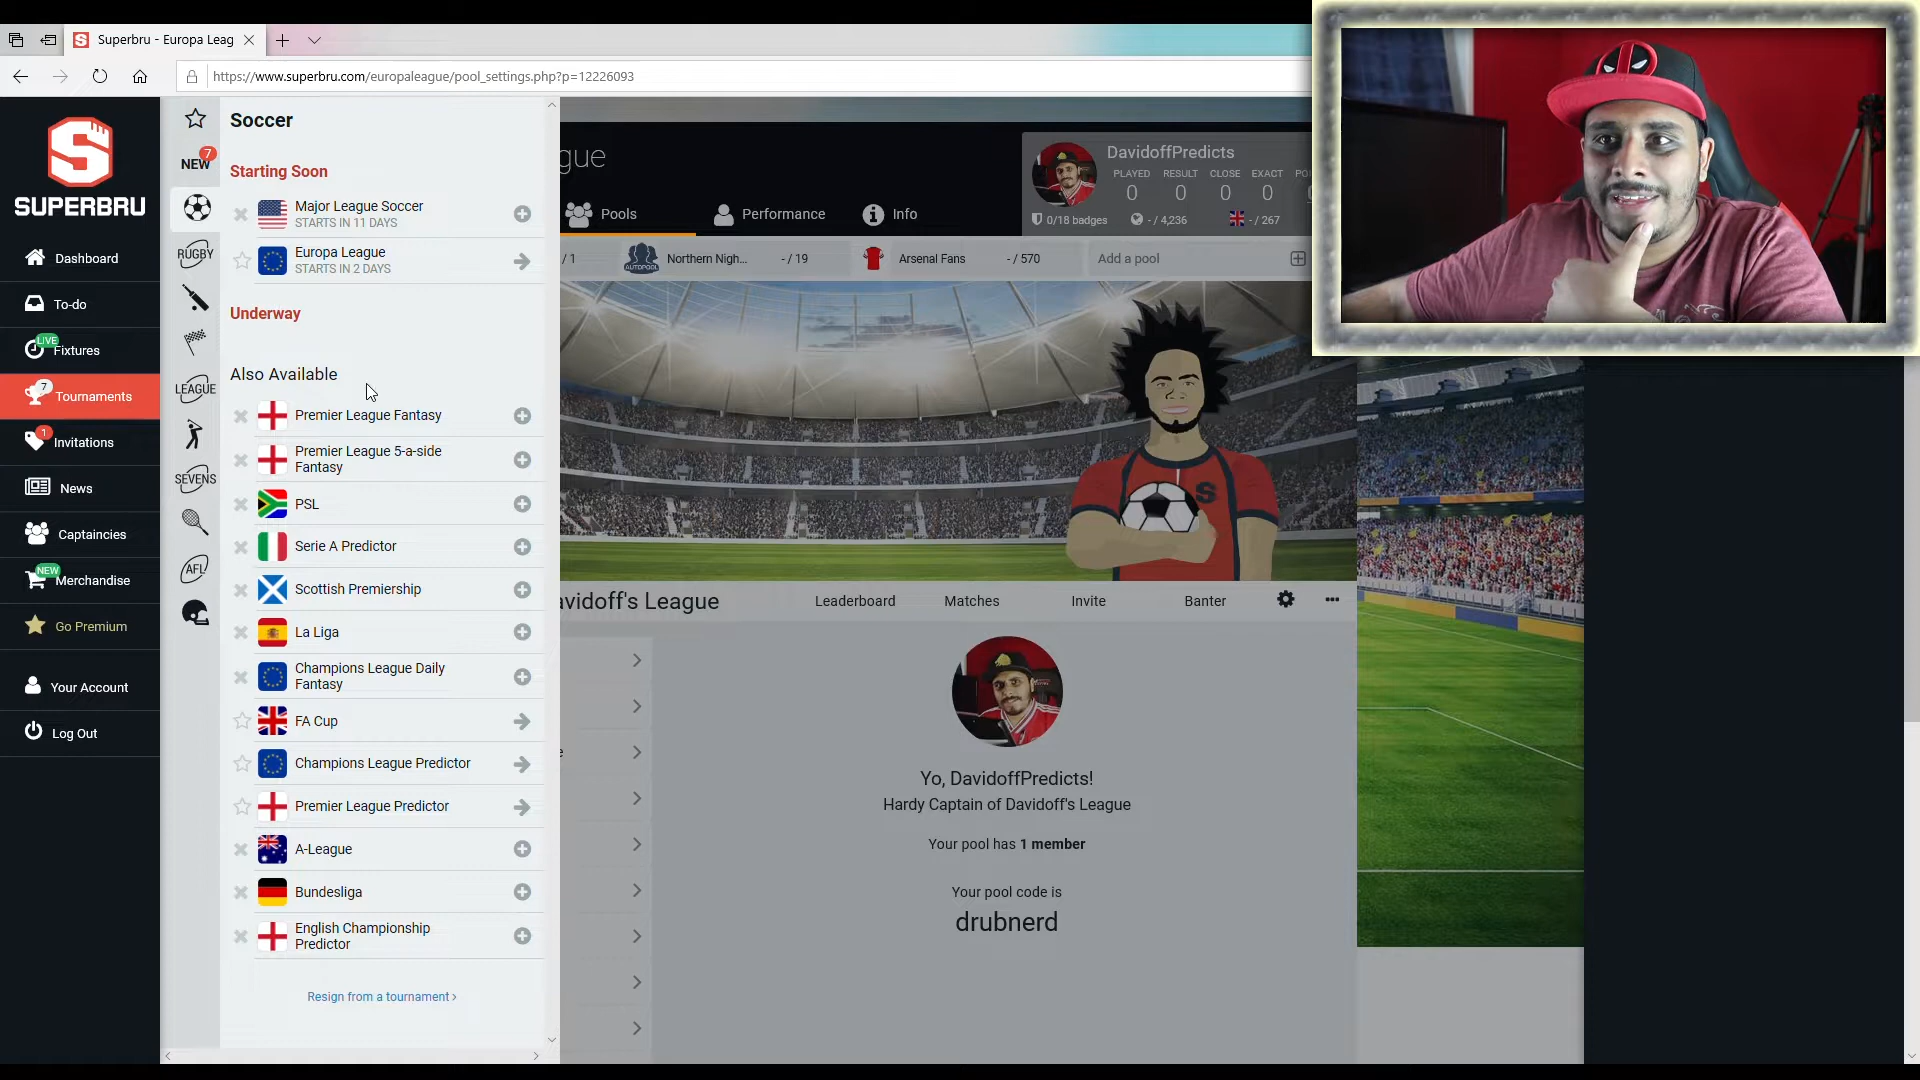 Superbru - Europa Leag
https://www.superbru.com/europaleague/pool_settings.php?p=12226093
SUPERBRU
Dashboard
To-do
LIVE
Fixtures
7
Tournaments
1
Invitations
News
Captaincies
NEW
Merchandise
Go Premium
Your Account
Log Out
NEW
7
RUGBY
LEAGUE
SEVENS
AFL
Soccer
Starting Soon
Major League Soccer
STARTS IN 11 DAYS
Europa League
STARTS IN 2 DAYS
Underway
Also Available
Premier League Fantasy
Premier League 5-a-side
Fantasy
PSL
Serie A Predictor
Scottish Premiership
La Liga
Champions League Daily
Fantasy
FA Cup
Champions League Predictor
Premier League Predictor
A-League
Bundesliga
English Championship
Predictor
Resign from a tournament
gue
Pools
Performance
Info
DavidoffPredicts
PLAYED RESULT CLOSE EXACT PO
0 0 0 0
0/18 badges - / 4,236 - / 267
/ 1
AUTOPOOL
Northern Nigh... - / 19
Arsenal Fans - / 570
Add a pool
S
avidoff's League
Leaderboard
Matches
Invite
Banter
Yo, DavidoffPredicts!
Hardy Captain of Davidoff's League
Your pool has 1 member
Your pool code is
drubnerd